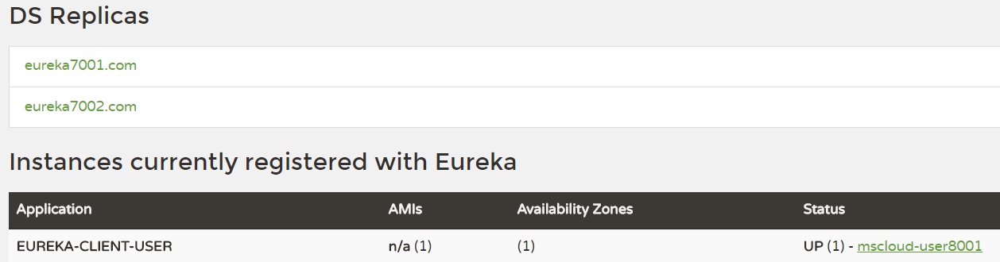 DS Replicas
eureka7001.com
eureka7002.com
Instances currently registered with Eureka
Application AMIs Availability Zones Status
EUREKA-CLIENT-USER n/a (1) (1) UP (1) - mscloud-user8001